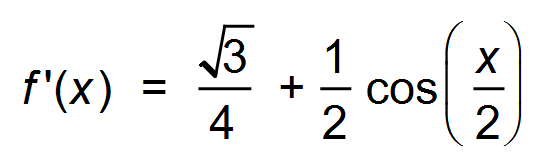 f'(x) = √3/4 + 1/2 cos(x/2)